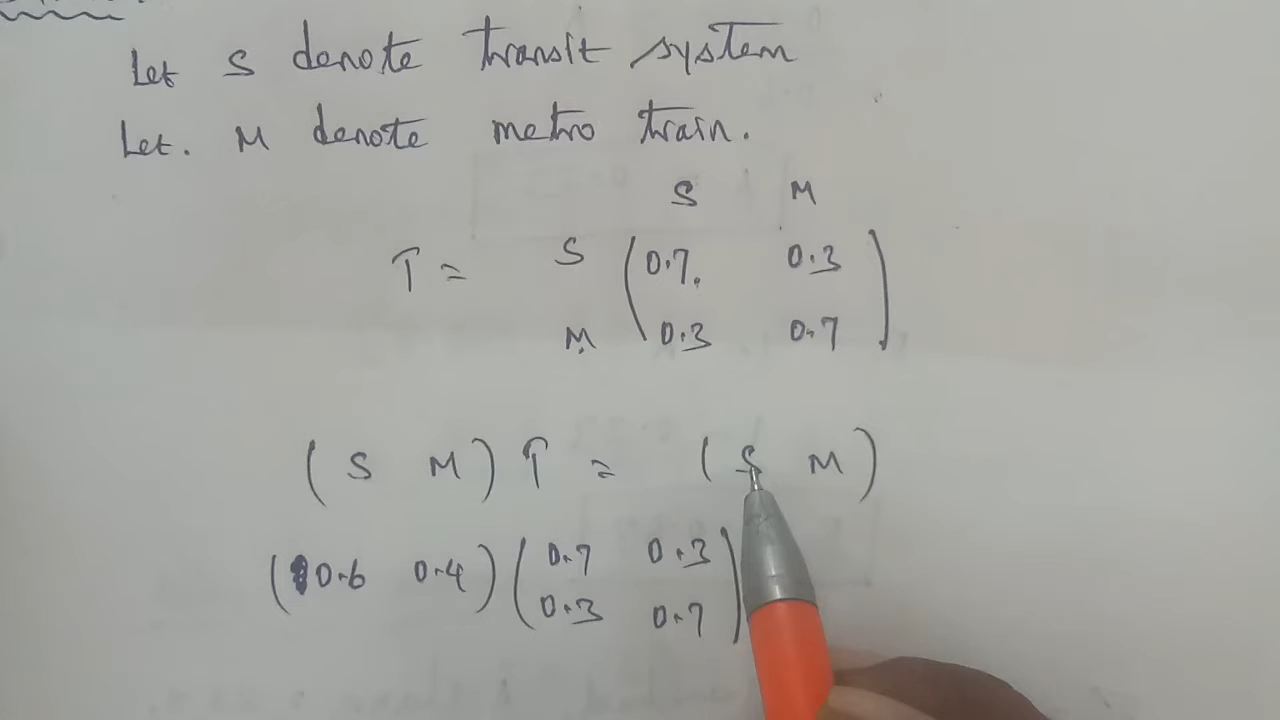 Let S denote transit system
Let. M denote metro train.
S M
T = S ( 0.7. 0.3 )
M ( 0.3 0.7 )
( S M ) T = ( S M )
( 0.6 0.4 ) ( 0.7 0.3 )
( 0.3 0.7 )